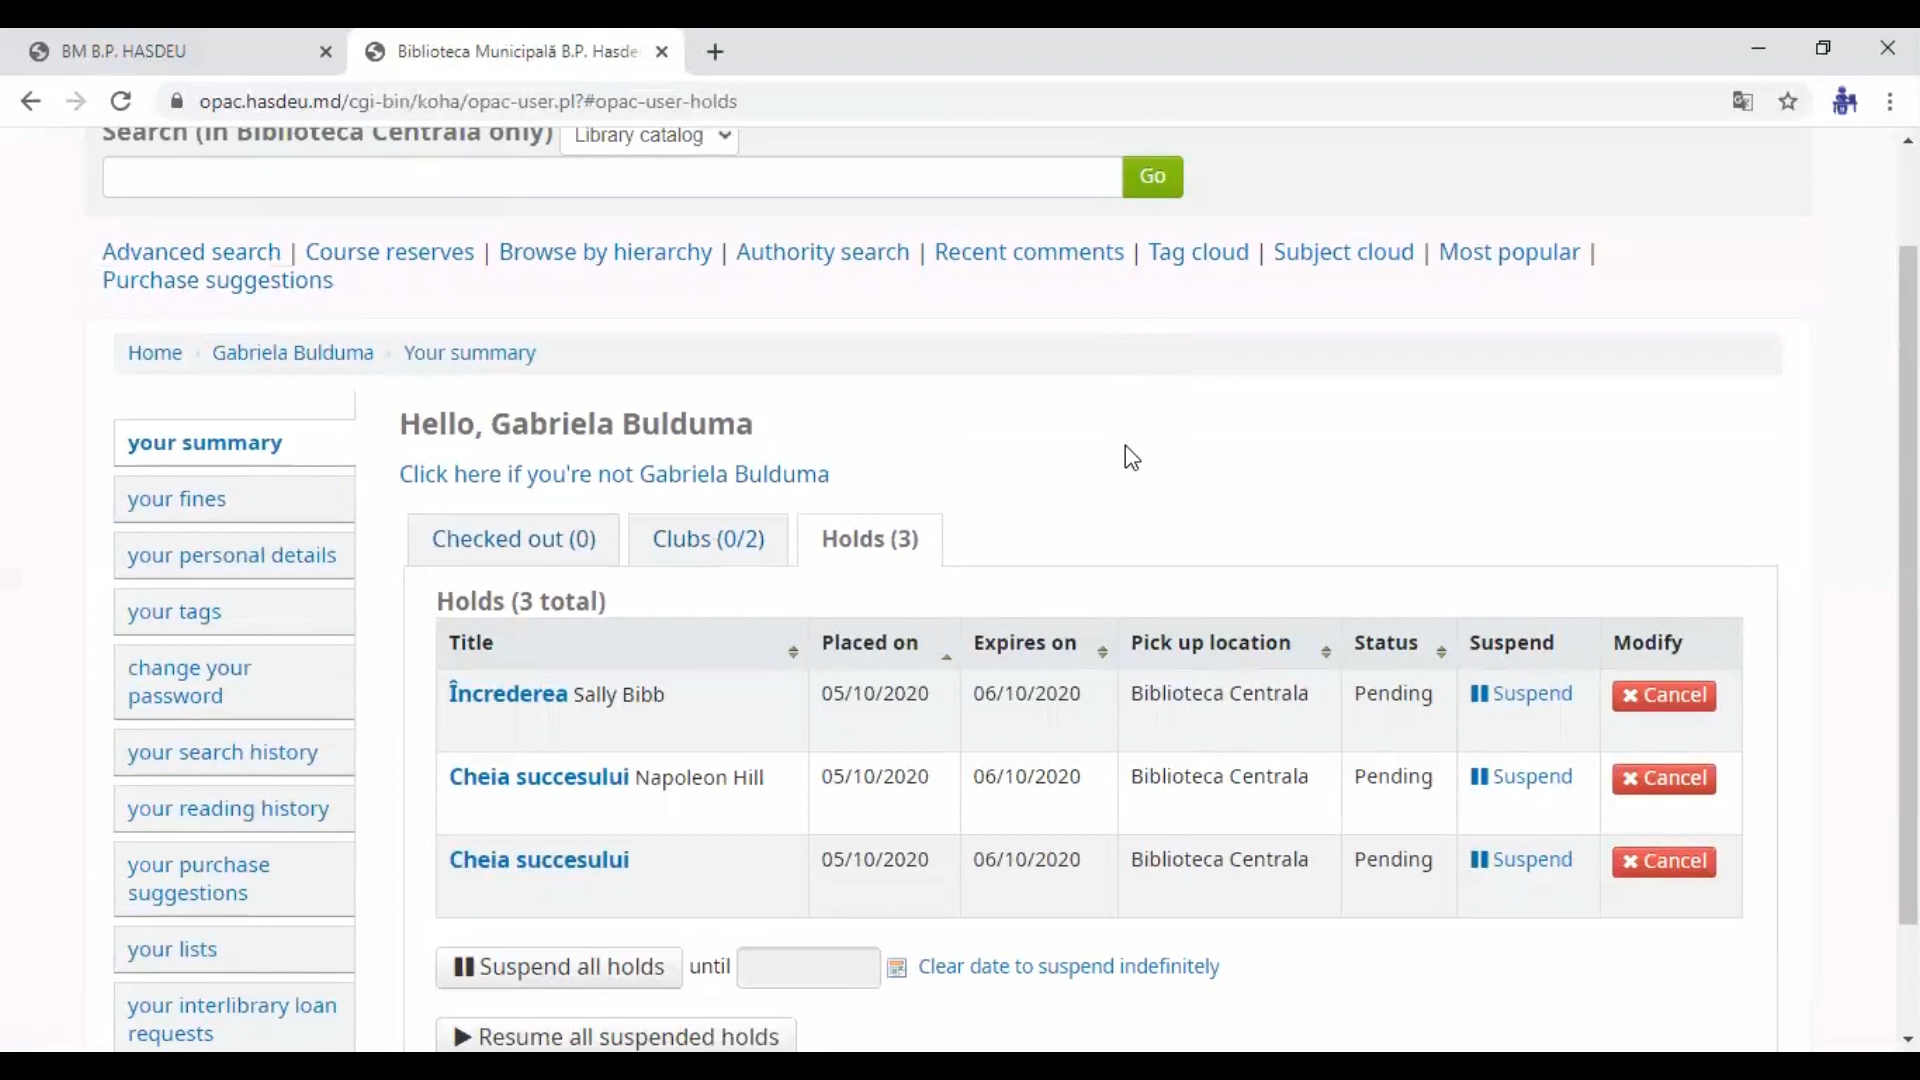 BM B.P. HASDEU
Biblioteca Municipală B.P. Hasde
opac.hasdeu.md/cgi-bin/koha/opac-user.pl?#opac-user-holds
Search (in Biblioteca Centrala only) Library catalog
Go
Advanced search | Course reserves | Browse by hierarchy | Authority search | Recent comments | Tag cloud | Subject cloud | Most popular |
Purchase suggestions
Home Gabriela Bulduma Your summary
Hello, Gabriela Bulduma
Click here if you're not Gabriela Bulduma
your summary
your fines
your personal details
your tags
change your
password
your search history
your reading history
your purchase
suggestions
your lists
your interlibrary loan
requests
Checked out (0) Clubs (0/2) Holds (3)
Holds (3 total)
Title Placed on Expires on Pick up location Status Suspend Modify
Încrederea Sally Bibb 05/10/2020 06/10/2020 Biblioteca Centrala Pending Suspend Cancel
Cheia succesului Napoleon Hill 05/10/2020 06/10/2020 Biblioteca Centrala Pending Suspend Cancel
Cheia succesului 05/10/2020 06/10/2020 Biblioteca Centrala Pending Suspend Cancel
Suspend all holds until Clear date to suspend indefinitely
Resume all suspended holds